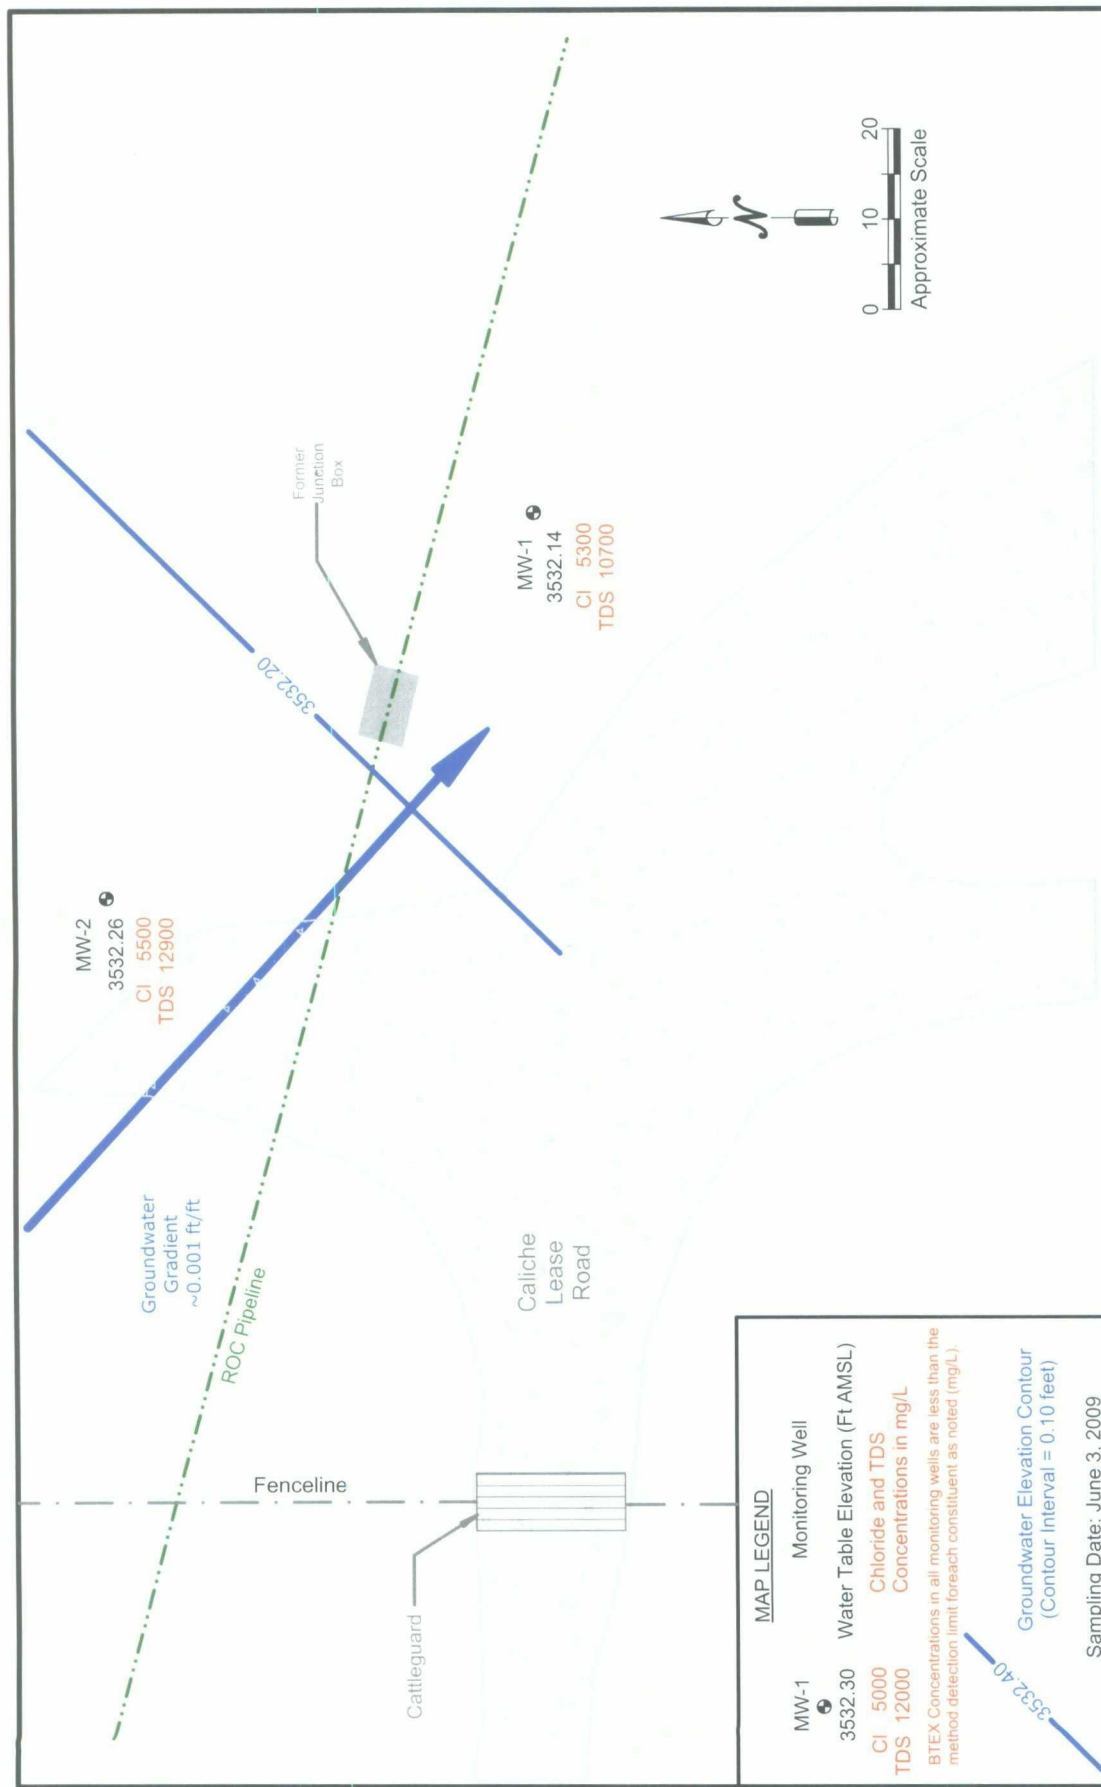 MW-2
3532.26
Cl 5500
TDS 12900
Groundwater
Gradient
~0.001 ft/ft
ROC Pipeline
3532.20
Former
Junction
Box
MW-1
3532.14
Cl 5300
TDS 10700
Fenceline
Cattleguard
Caliche
Lease
Road
N
0 10 20
Approximate Scale
MAP LEGEND
MW-1 Monitoring Well
3532.30 Water Table Elevation (Ft AMSL)
Cl 5000 Chloride and TDS
TDS 12000 Concentrations in mg/L
BTEX Concentrations in all monitoring wells are less than the
method detection limit foreach constituent as noted (mg/L).
3532.40
Groundwater Elevation Contour
(Contour Interval = 0.10 feet)
Sampling Date: June 3, 2009